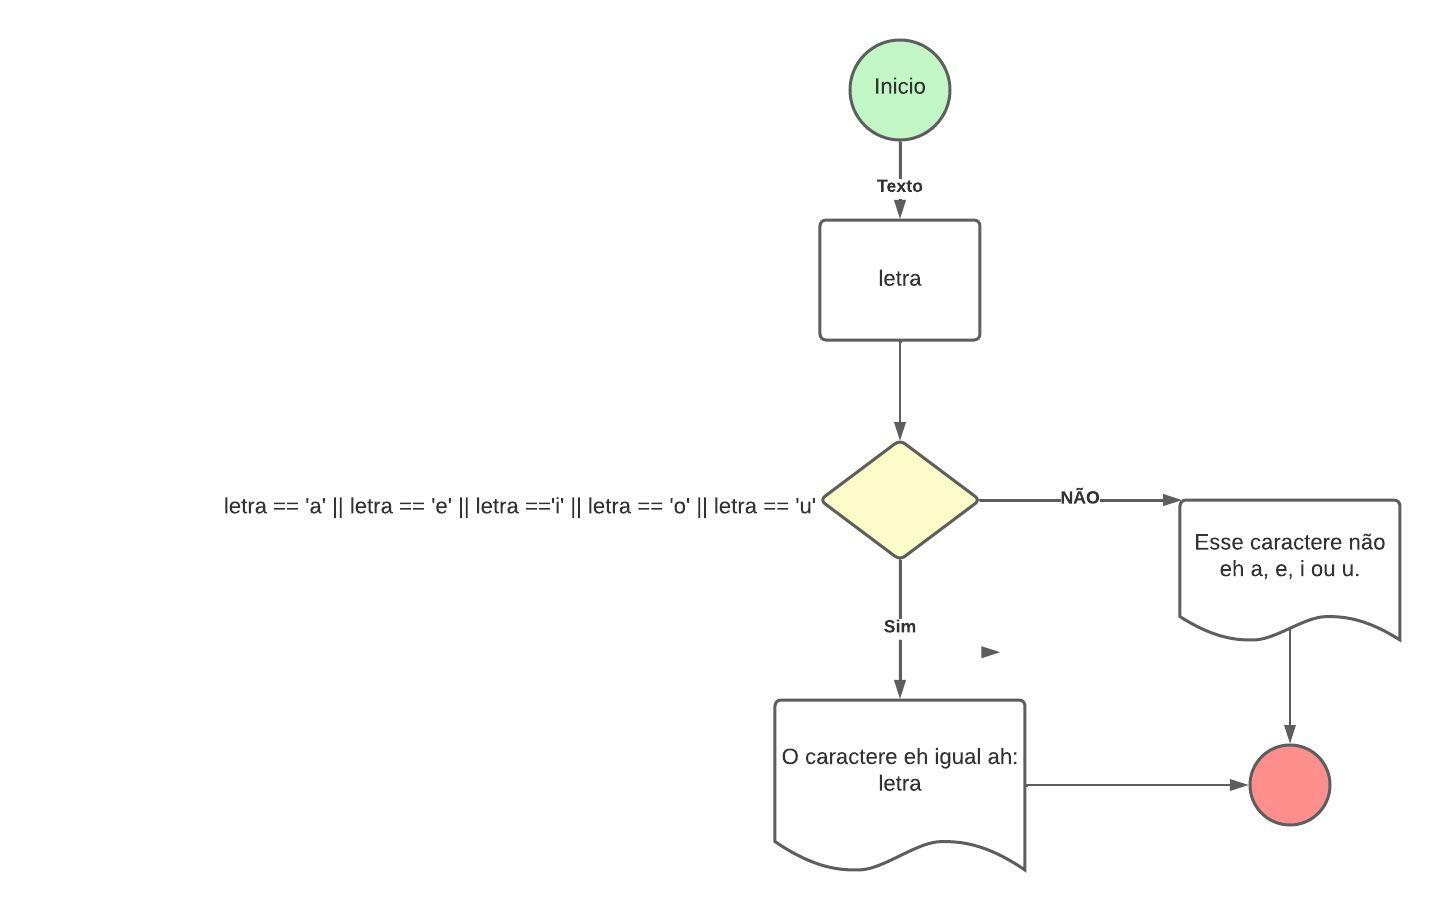 Inicio
Texto
letra
letra == 'a' || letra == 'e' || letra =='i' || letra == 'o' || letra == 'u'
NÃO
Esse caractere não
eh a, e, i ou u.
Sim
O caractere eh igual ah:
letra